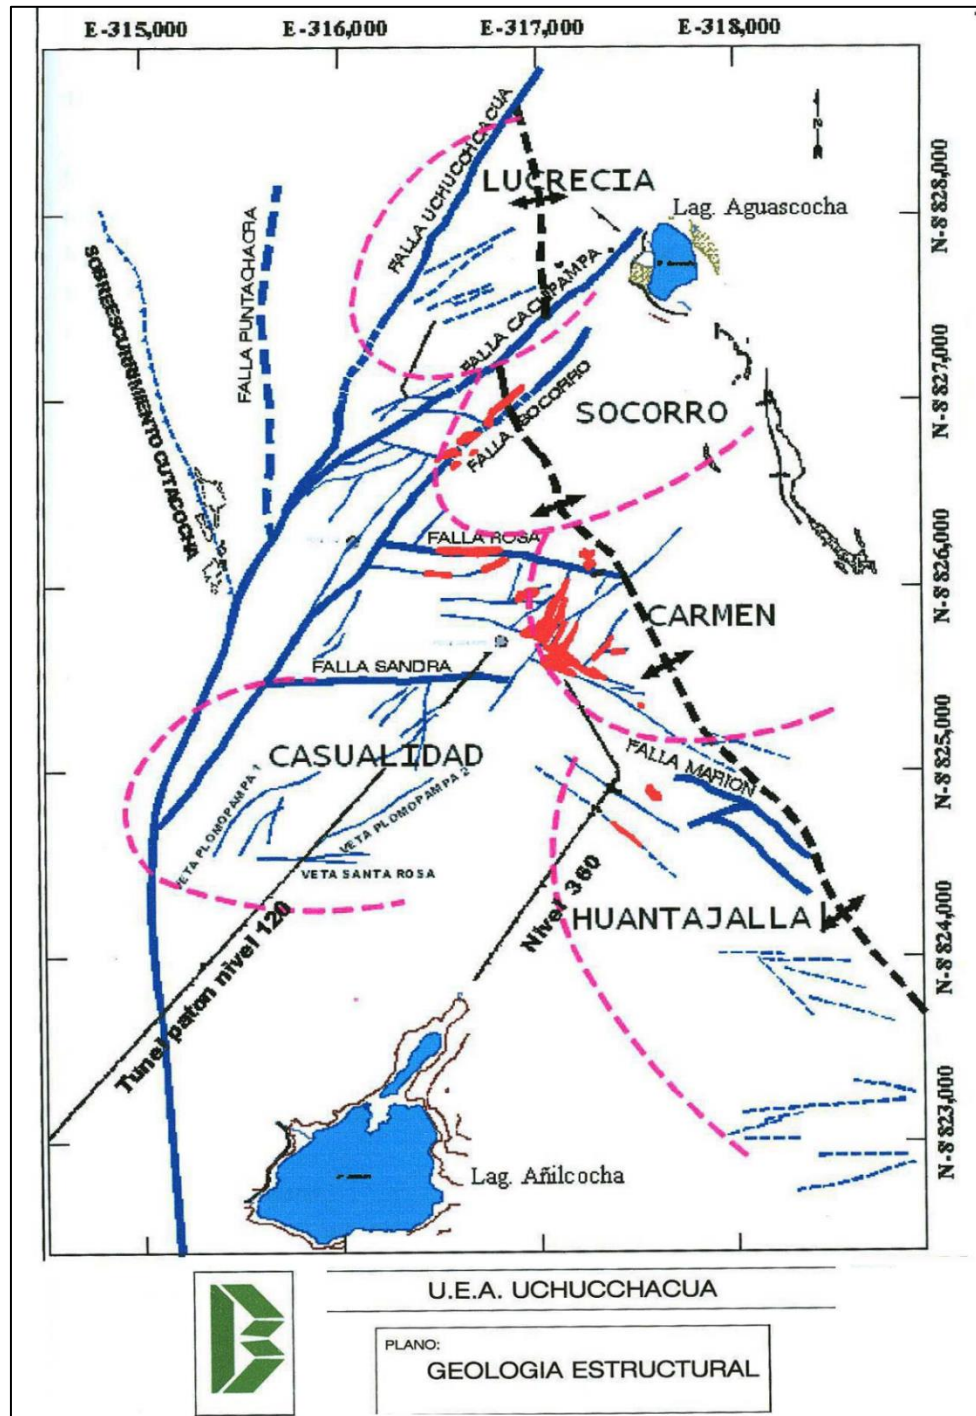 E-315,000 E-316,000 E-317,000 E-318,000
N-8'828,000
N-8'827,000
N-8'826,000
N-8'825,000
N-8'824,000
N-8'823,000
FALLA UCHUCCHCACUA
LUCRECIA
Lag. Aguascocha
SOBREESCURRIMIENTO CUTACOCHA
FALLA PUNTACHACRA
FALLA CACHIPAMPA
SOCORRO
FALLA SOCORRO
FALLA ROSA
CARMEN
FALLA SANDRA
CASUALIDAD
FALLA MARION
VETA PLOMOPAMPA 1
VETA PLOMOPAMPA 2
VETA SANTA ROSA
Nivel 360
HUANTAJALLA
Tunel paton nivel 120
Lag. Añilcocha
U.E.A. UCHUCCHACUA
PLANO:
GEOLOGIA ESTRUCTURAL